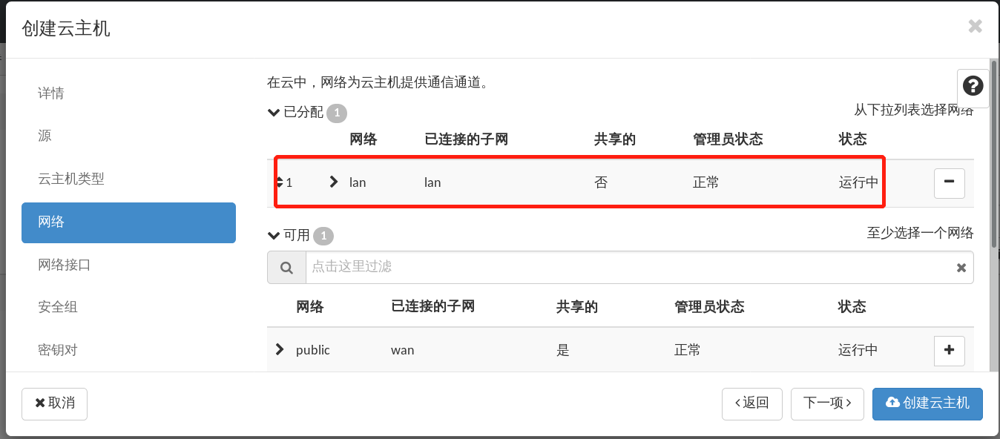 创建云主机
详情
源
云主机类型
网络
网络接口
安全组
密钥对
在云中，网络为云主机提供通信通道。
已分配 1
从下拉列表选择网络
网络 已连接的子网 共享的 管理员状态 状态
1 lan lan 否 正常 运行中
可用 1
至少选择一个网络
点击这里过滤
网络 已连接的子网 共享的 管理员状态 状态
public wan 是 正常 运行中
取消
返回
下一项
创建云主机